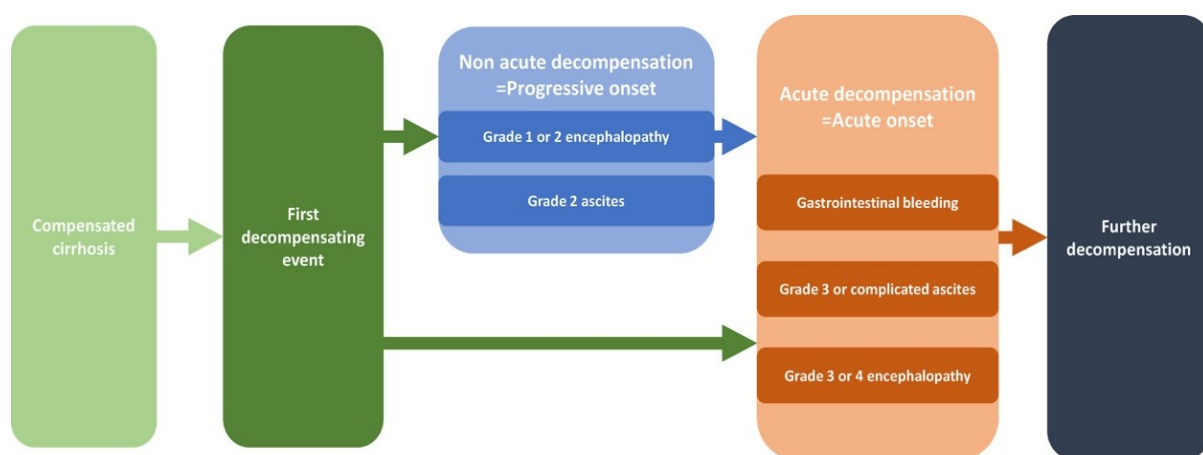 Compensated
cirrhosis
First
decompensating
event
Non acute decompensation
=Progressive onset
Grade 1 or 2 encephalopathy
Grade 2 ascites
Acute decompensation
=Acute onset
Gastrointestinal bleeding
Grade 3 or complicated ascites
Grade 3 or 4 encephalopathy
Further
decompensation